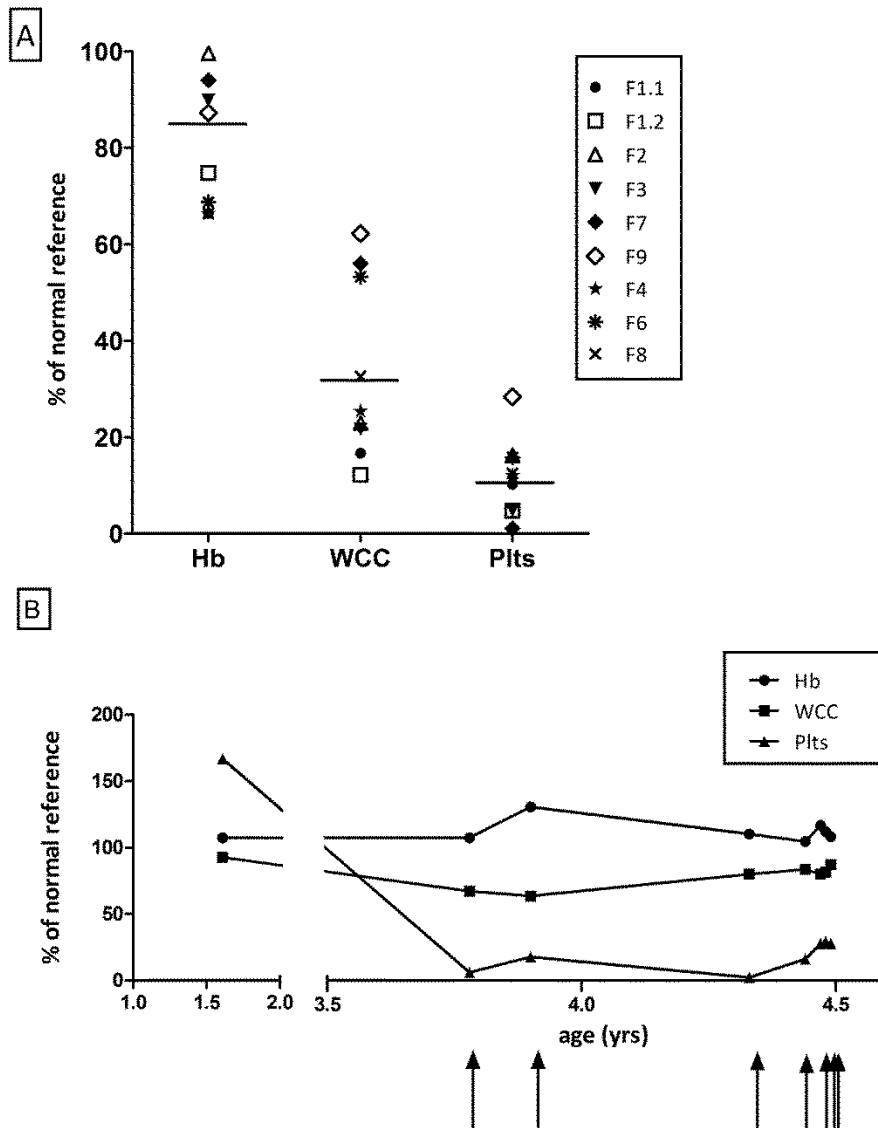 A
% of normal reference
100
80
60
40
20
0
Hb WCC Plts
F1.1
F1.2
F2
F3
F7
F9
F4
F6
F8
B
% of normal reference
200
150
100
50
0
1.0 1.5 2.0 3.5 4.0 4.5
age (yrs)
Hb
WCC
Plts